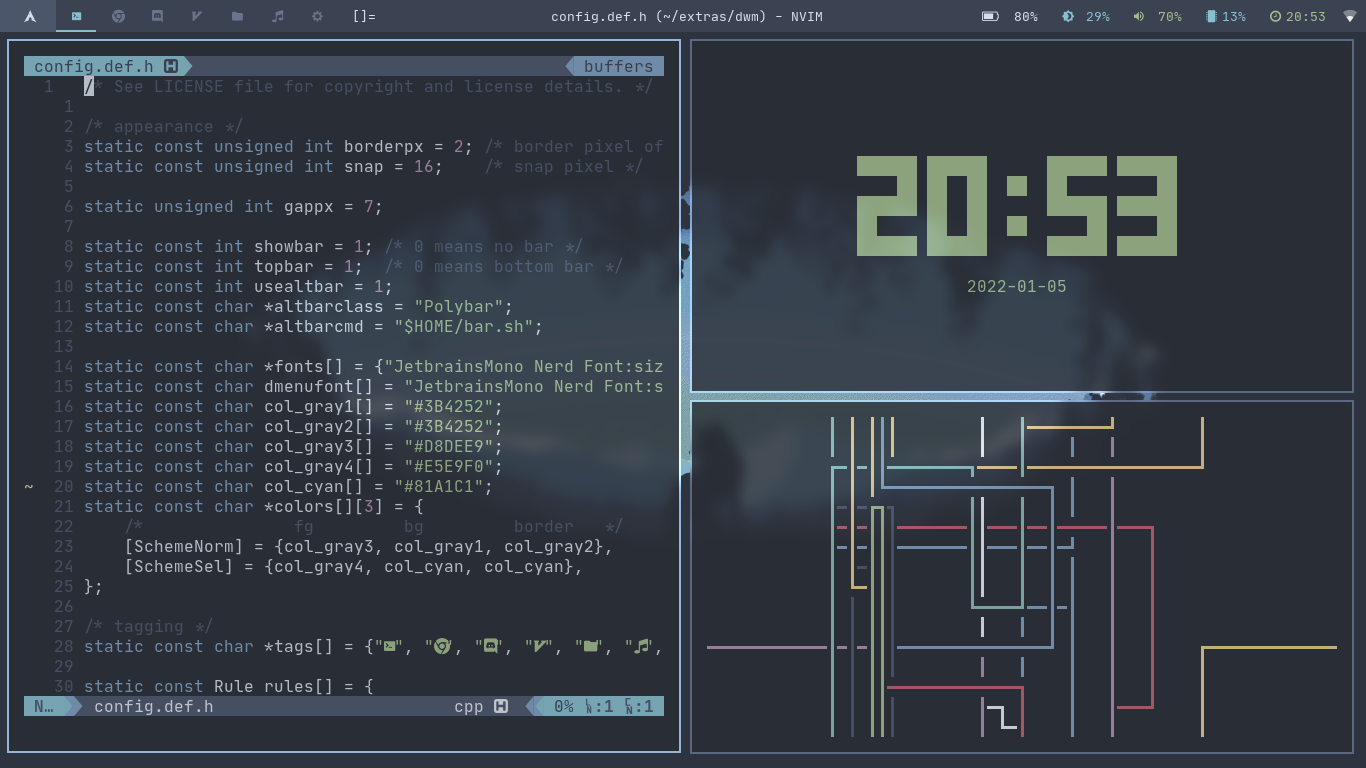 []= config.def.h (~/extras/dwm) - NVIM 80% 29% 70% 13% 20:53
config.def.h buffers
1 /* See LICENSE file for copyright and license details. */
1
2 /* appearance */
3 static const unsigned int borderpx = 2; /* border pixel of
4 static const unsigned int snap = 16; /* snap pixel */
5
6 static unsigned int gappx = 7;
7
8 static const int showbar = 1; /* 0 means no bar */
9 static const int topbar = 1; /* 0 means bottom bar */
10 static const int usealtbar = 1;
11 static const char *altbarclass = "Polybar";
12 static const char *altbarcmd = "$HOME/bar.sh";
13
14 static const char *fonts[] = {"JetbrainsMono Nerd Font:siz
15 static const char dmenufont[] = "JetbrainsMono Nerd Font:s
16 static const char col_gray1[] = "#3B4252";
17 static const char col_gray2[] = "#3B4252";
18 static const char col_gray3[] = "#D8DEE9";
19 static const char col_gray4[] = "#E5E9F0";
~ 20 static const char col_cyan[] = "#81A1C1";
21 static const char *colors[][3] = {
22 /* fg bg border */
23 [SchemeNorm] = {col_gray3, col_gray1, col_gray2},
24 [SchemeSel] = {col_gray4, col_cyan, col_cyan},
25 };
26
27 /* tagging */
28 static const char *tags[] = {"", "", "", "", "", "",
29
30 static const Rule rules[] = {
N… config.def.h cpp 0% LN:1 CN:1
20:53
2022-01-05